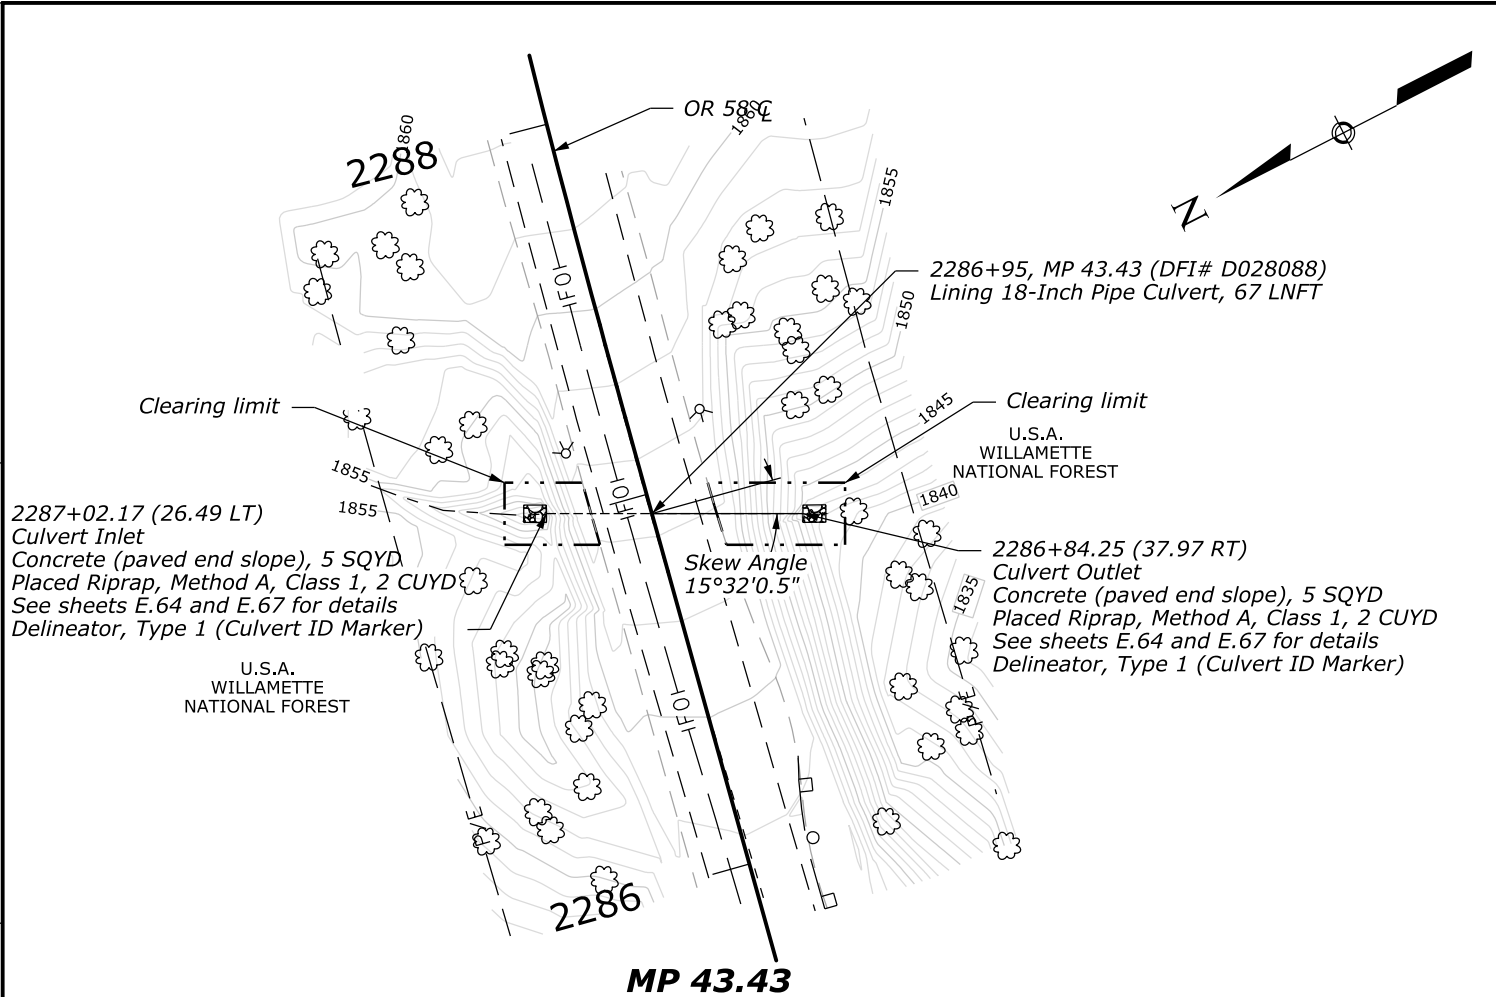 OR 58 ℄
1860
1860
2288
1855
N
2286+95, MP 43.43 (DFI# D028088)
Lining 18-Inch Pipe Culvert, 67 LNFT
1850
HFOH
Clearing limit
1845
Clearing limit
U.S.A.
WILLAMETTE
NATIONAL FOREST
1855
1855
HFOH
1840
2287+02.17 (26.49 LT)
Culvert Inlet
Concrete (paved end slope), 5 SQYD
Placed Riprap, Method A, Class 1, 2 CUYD
See sheets E.64 and E.67 for details
Delineator, Type 1 (Culvert ID Marker)
Skew Angle
15°32'0.5"
2286+84.25 (37.97 RT)
Culvert Outlet
Concrete (paved end slope), 5 SQYD
Placed Riprap, Method A, Class 1, 2 CUYD
See sheets E.64 and E.67 for details
Delineator, Type 1 (Culvert ID Marker)
1835
U.S.A.
WILLAMETTE
NATIONAL FOREST
HFOH
2286
MP 43.43